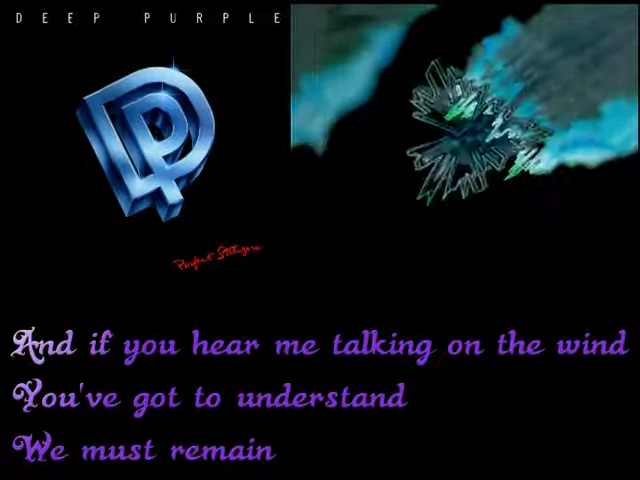 DEEP PURPLE
DP
Perfect Strangers
And if you hear me talking on the wind
You've got to understand
We must remain